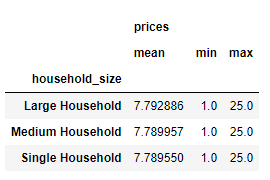 prices
mean min max
household_size
Large Household 7.792886 1.0 25.0
Medium Household 7.789957 1.0 25.0
Single Household 7.789550 1.0 25.0